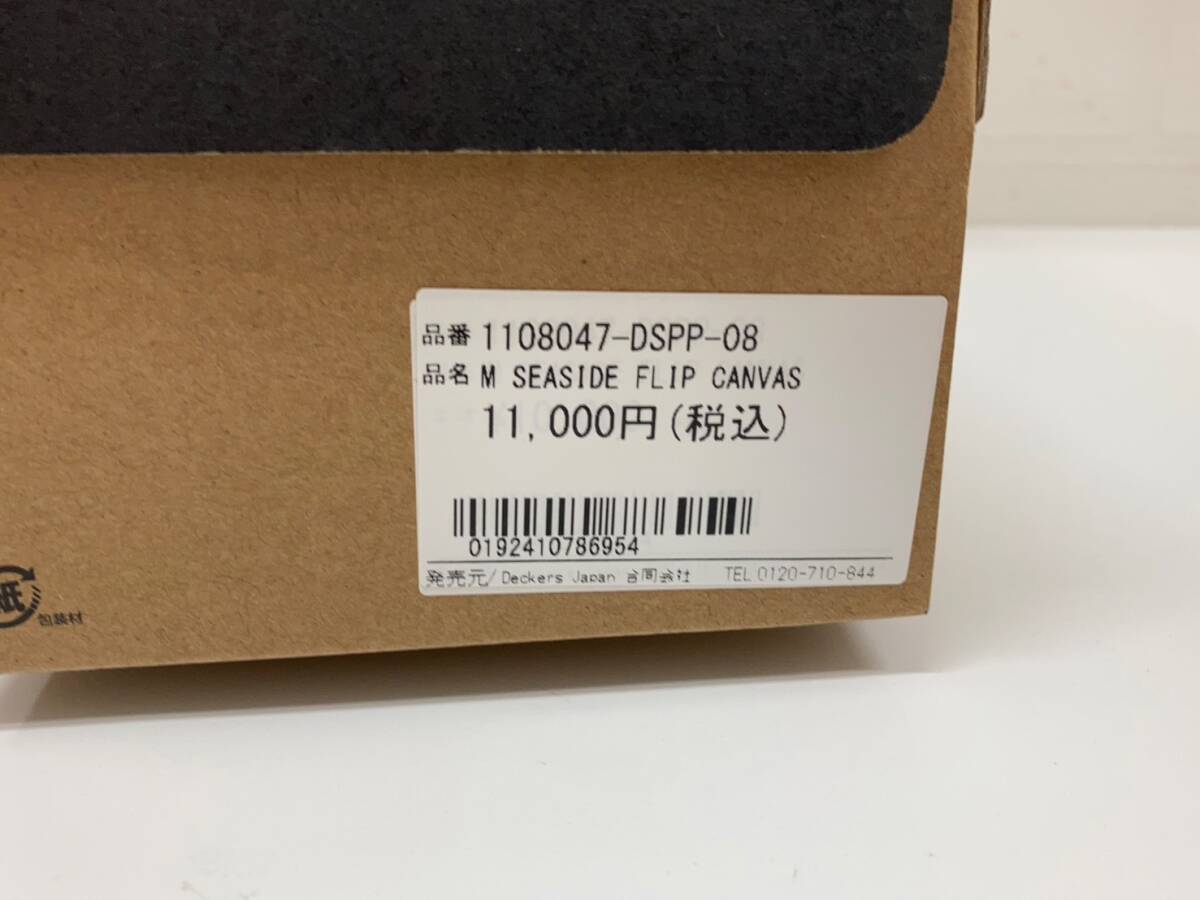 品番 1108047-DSPP-08
品名 M SEASIDE FLIP CANVAS
11,000円(税込)
0192410786954
発売元/Deckers Japan 合同会社 TEL 0120-710-844
紙
包装材